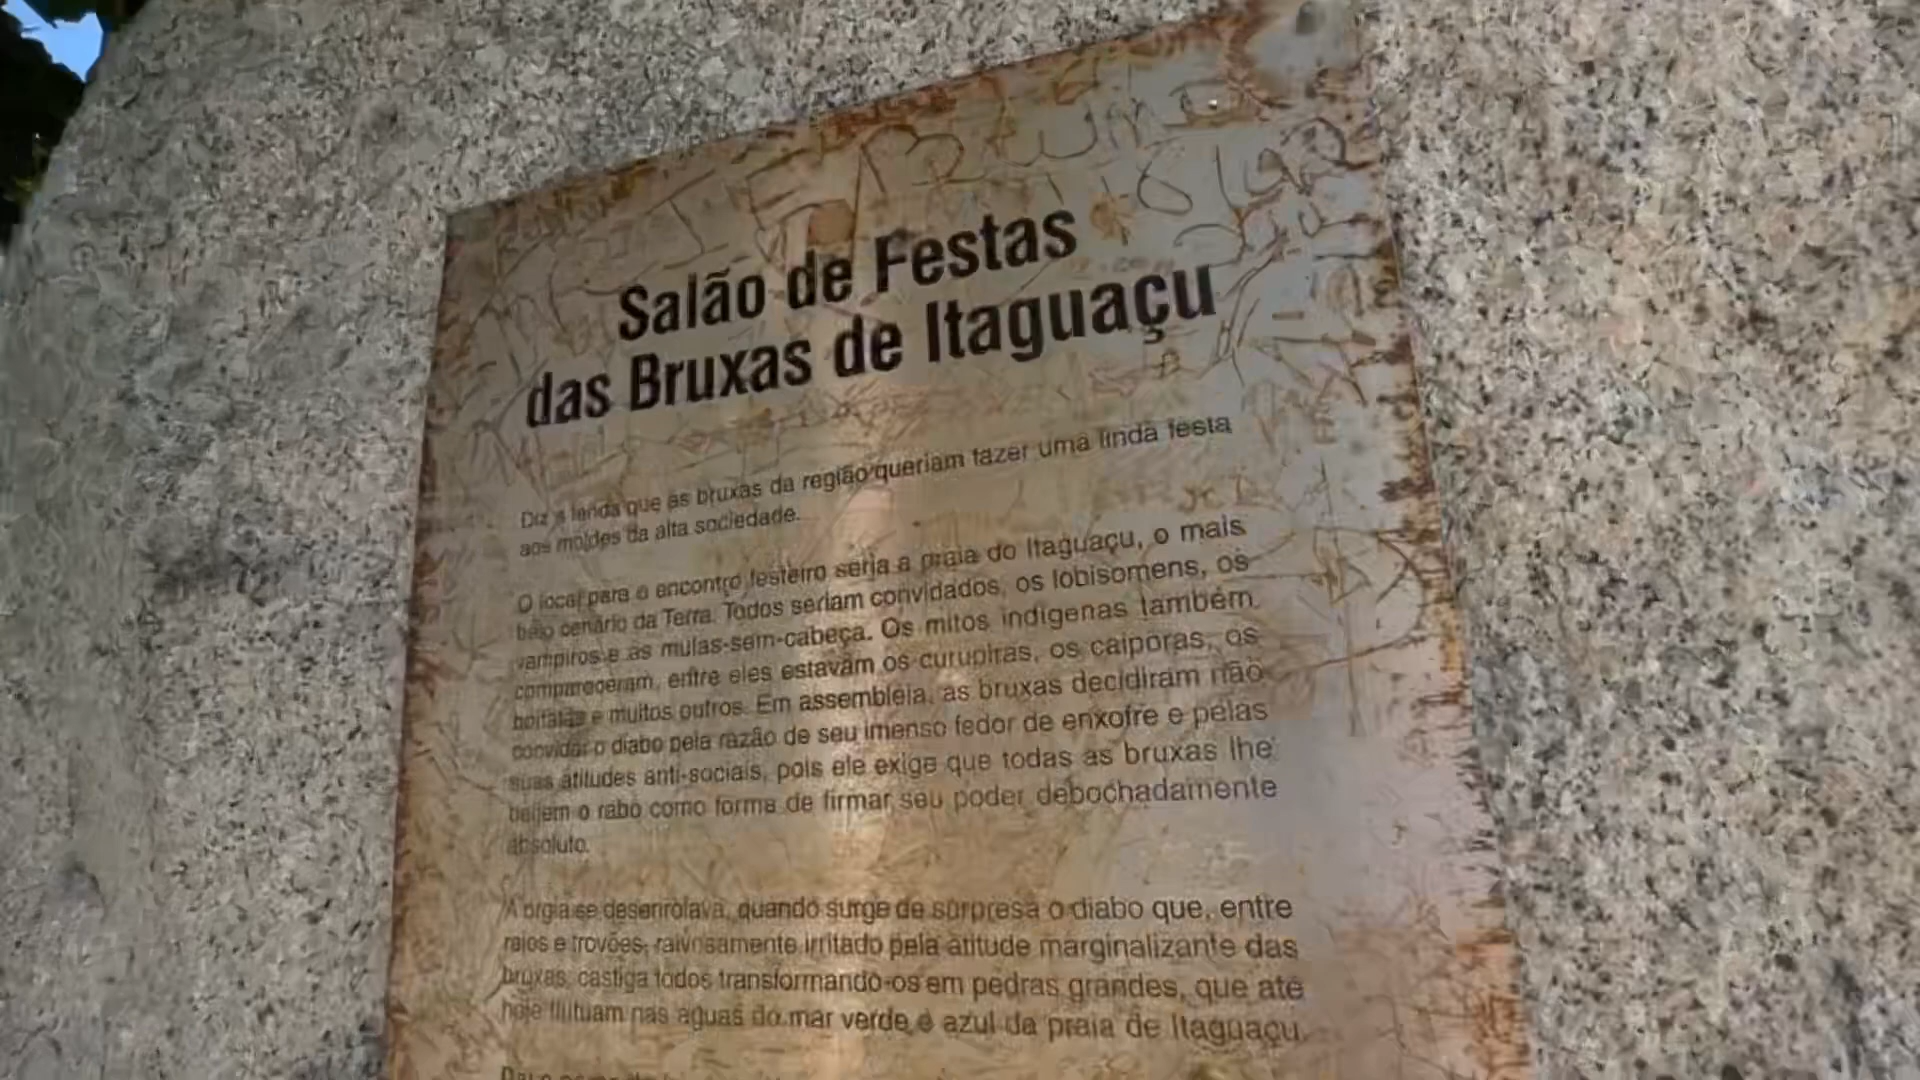 Salão de Festas
das Bruxas de Itaguaçu
Diz a lenda que as bruxas da região queriam fazer uma linda festa
aos moldes da alta sociedade.
O local para o encontro festeiro seria a praia do Itaguaçu, o mais
belo cenário da Terra. Todos seriam convidados, os lobisomens, os
vampiros e as mulas-sem-cabeça. Os mitos indígenas também
compareceram, entre eles estavam os curupiras, os caiporas, os
boitatás e muitos outros. Em assembléia, as bruxas decidiram não
convidar o diabo pela razão de seu imenso fedor de enxofre e pelas
suas atitudes anti-sociais, pois ele exige que todas as bruxas lhe
beijem o rabo como forma de firmar seu poder debochadamente
absoluto.
A orgia se desenrolava, quando surge de surpresa o diabo que, entre
raios e trovões, raivosamente irritado pela atitude marginalizante das
bruxas, castiga todos transformando-os em pedras grandes, que até
hoje flutuam nas águas do mar verde e azul da praia de Itaguaçu.